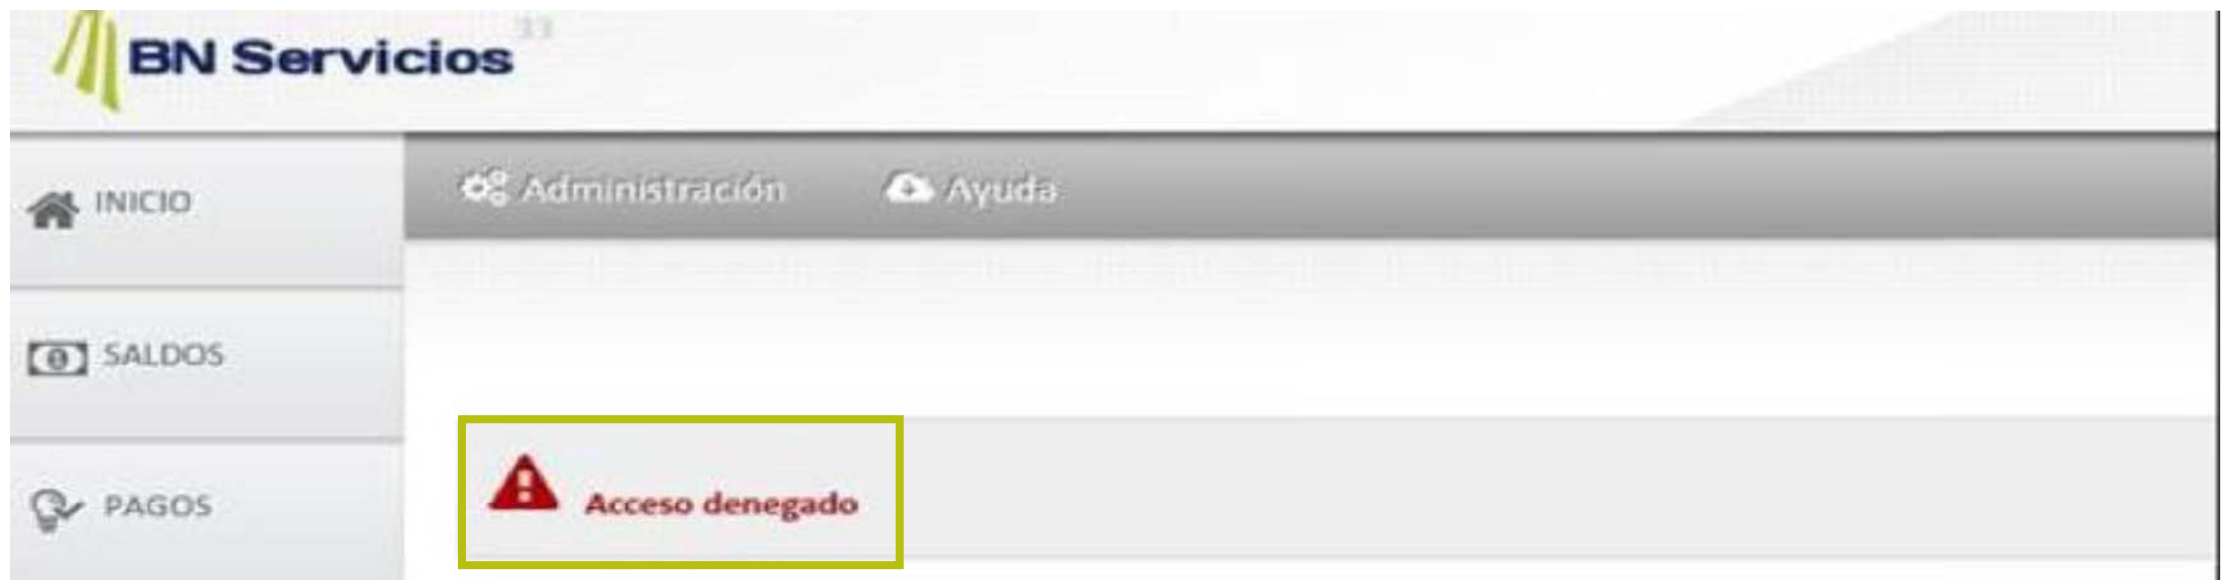 BN Servicios
INICIO
Administración
Ayuda
SALDOS
PAGOS
Acceso denegado